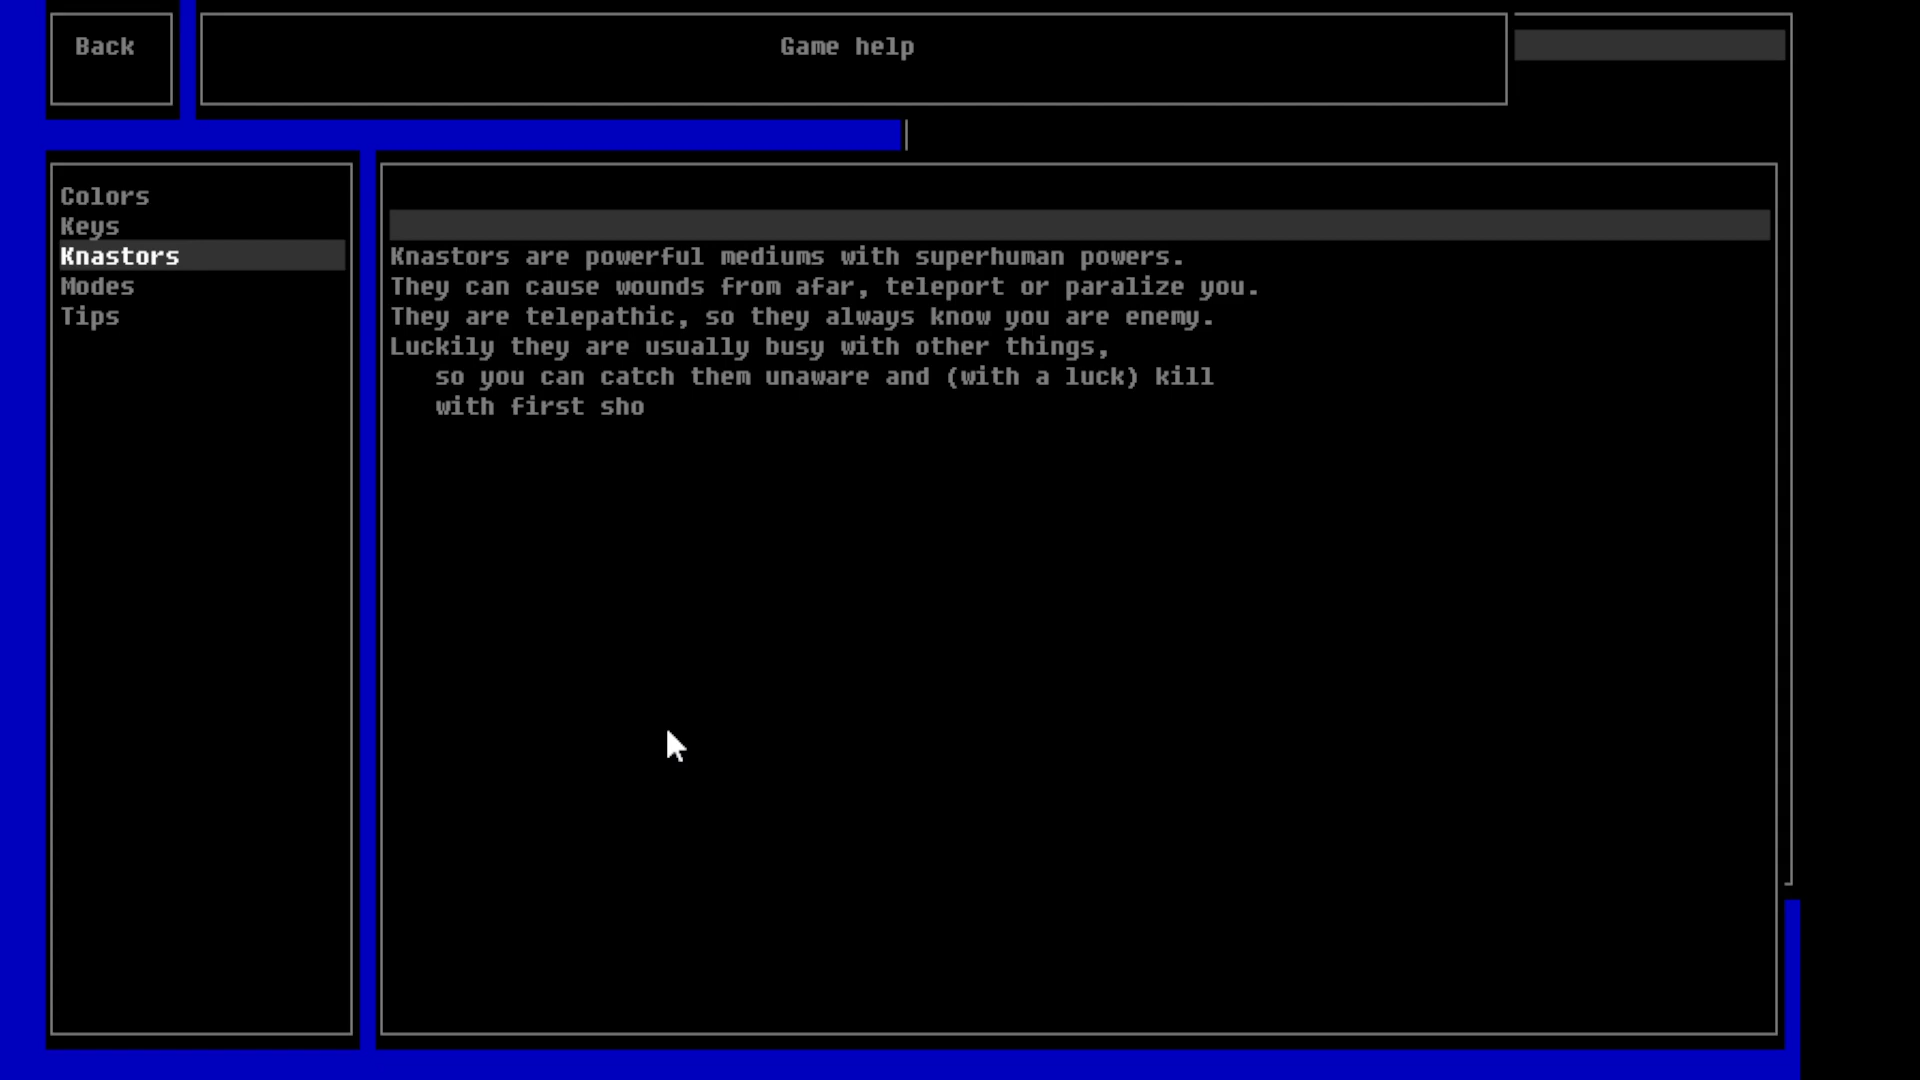 Back
Game help
Colors
Keys
Knastors
Modes
Tips
Knastors are powerful mediums with superhuman powers.
They can cause wounds from afar, teleport or paralize you.
They are telepathic, so they always know you are enemy.
Luckily they are usually busy with other things,
so you can catch them unaware and (with a luck) kill
with first sho